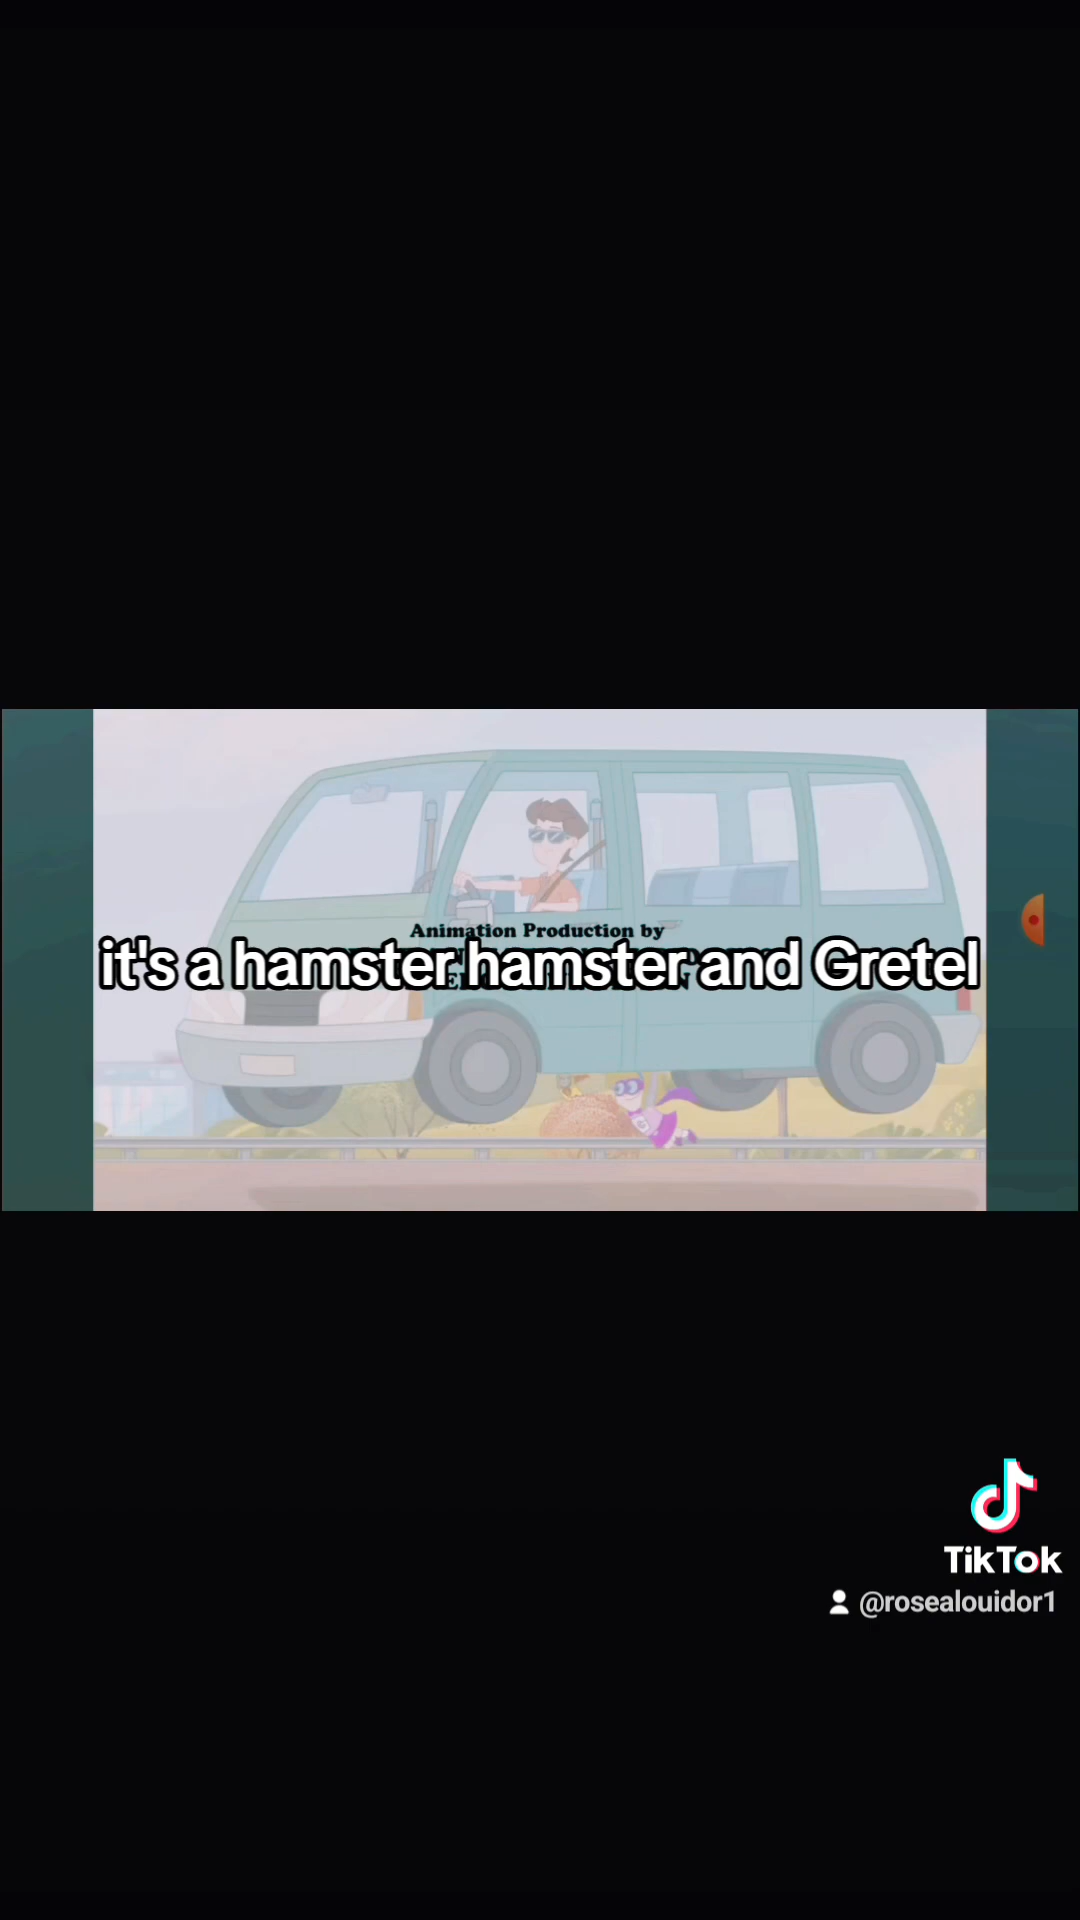 Animation Production by
it's a hamster hamster and Gretel
TikTok
@rosealouidor1